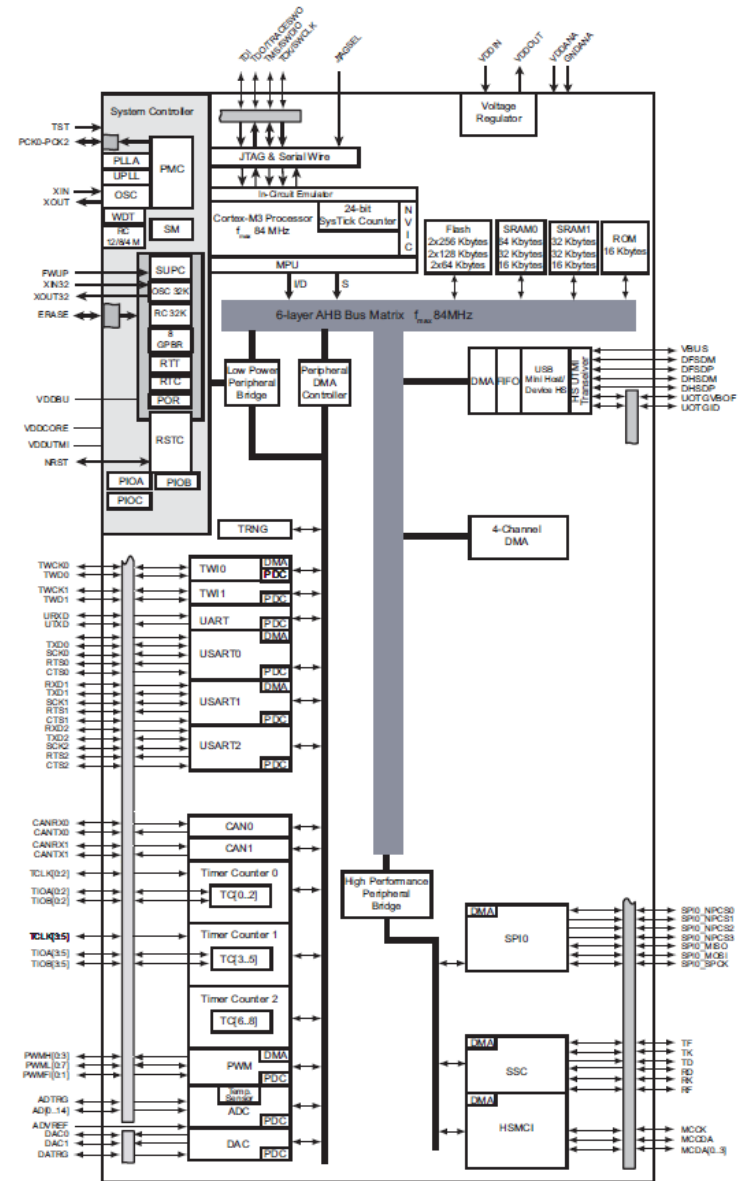 TDI
TDO/TRACESWO
TMS/SWDIO
TCK/SWCLK
JTAGSEL
VDDIN
VDDOUT
VDDANA
GNDANA
System Controller
Voltage
Regulator
TST
PCK0-PCK2
PLLA
UPLL
PMC
XIN
XOUT
OSC
WDT
RC
12/8/4 M
SM
JTAG & Serial Wire
In-Circuit Emulator
Cortex-M3 Processor
fmax 84 MHz
24-bit
SysTick Counter
N
V
I
C
MPU
Flash
2x256 Kbytes
2x128 Kbytes
2x64 Kbytes
SRAM0
64 Kbytes
32 Kbytes
16 Kbytes
SRAM1
32 Kbytes
32 Kbytes
16 Kbytes
ROM
16 Kbytes
FWUP
XIN32
XOUT32
ERASE
SUPC
OSC 32K
RC 32K
8
GPBR
RTT
RTC
POR
I/D
S
6-layer AHB Bus Matrix fmax 84MHz
VDDBU
VDDCORE
VDDUTMI
NRST
RSTC
PIOA
PIOB
PIOC
Low Power
Peripheral
Bridge
Peripheral
DMA
Controller
DMA
FIFO
USB
Mini Host/
Device HS
HS UTMI
Transeiver
VBUS
DFSDM
DFSDP
DHSDM
DHSDP
UOTGVBOF
UOTGID
TRNG
4-Channel
DMA
TWCK0
TWD0
TWI0
DMA
PDC
TWCK1
TWD1
TWI1
PDC
URXD
UTXD
UART
PDC
TXD0
SCK0
RTS0
CTS0
USART0
DMA
PDC
RXD1
TXD1
SCK1
RTS1
CTS1
USART1
DMA
PDC
RXD2
TXD2
SCK2
RTS2
CTS2
USART2
PDC
CANRX0
CANTX0
CAN0
CANRX1
CANTX1
CAN1
TCLK[0:2]
TIOA[0:2]
TIOB[0:2]
Timer Counter 0
TC[0..2]
TCLK[3:5]
TIOA[3:5]
TIOB[3:5]
Timer Counter 1
TC[3..5]
Timer Counter 2
TC[6..8]
High Performance
Peripheral
Bridge
DMA
SPI0
SPI0_NPCS0
SPI0_NPCS1
SPI0_NPCS2
SPI0_NPCS3
SPI0_MISO
SPI0_MOSI
SPI0_SPCK
PWMH[0:3]
PWML[0:7]
PWMFI[0:1]
PWM
DMA
PDC
DMA
SSC
TF
TK
TD
RD
RK
RF
ADTRG
AD[0..14]
ADVREF
Temp.
Sensor
ADC
PDC
DAC0
DAC1
DATRG
DAC
PDC
DMA
HSMCI
MCCK
MCCDA
MCDA[0..3]